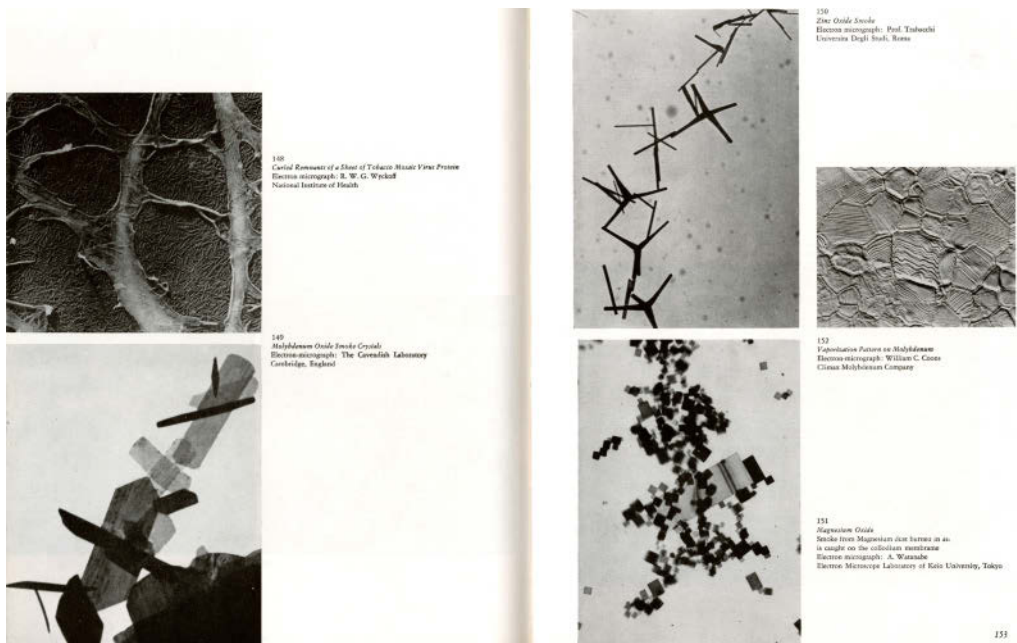 148
Curled Remnants of a Sheet of Tobacco Mosaic Virus Protein
Electron micrograph: R. W. G. Wyckoff
National Institute of Health
149
Molybdenum Oxide Smoke Crystals
Electron-micrograph: The Cavendish Laboratory
Cambridge, England
150
Zinc Oxide Smoke
Electron micrograph: Prof. Trabacchi
Universita Degli Studi, Rome
152
Vaporization Pattern on Molybdenum
Electron-micrograph: William C. Coons
Climax Molybdenum Company
151
Magnesium Oxide
Smoke from Magnesium dust burned in air
is caught on the collodium membrane
Electron micrograph: A. Watanabe
Electron Microscope Laboratory of Keio University, Tokyo
153